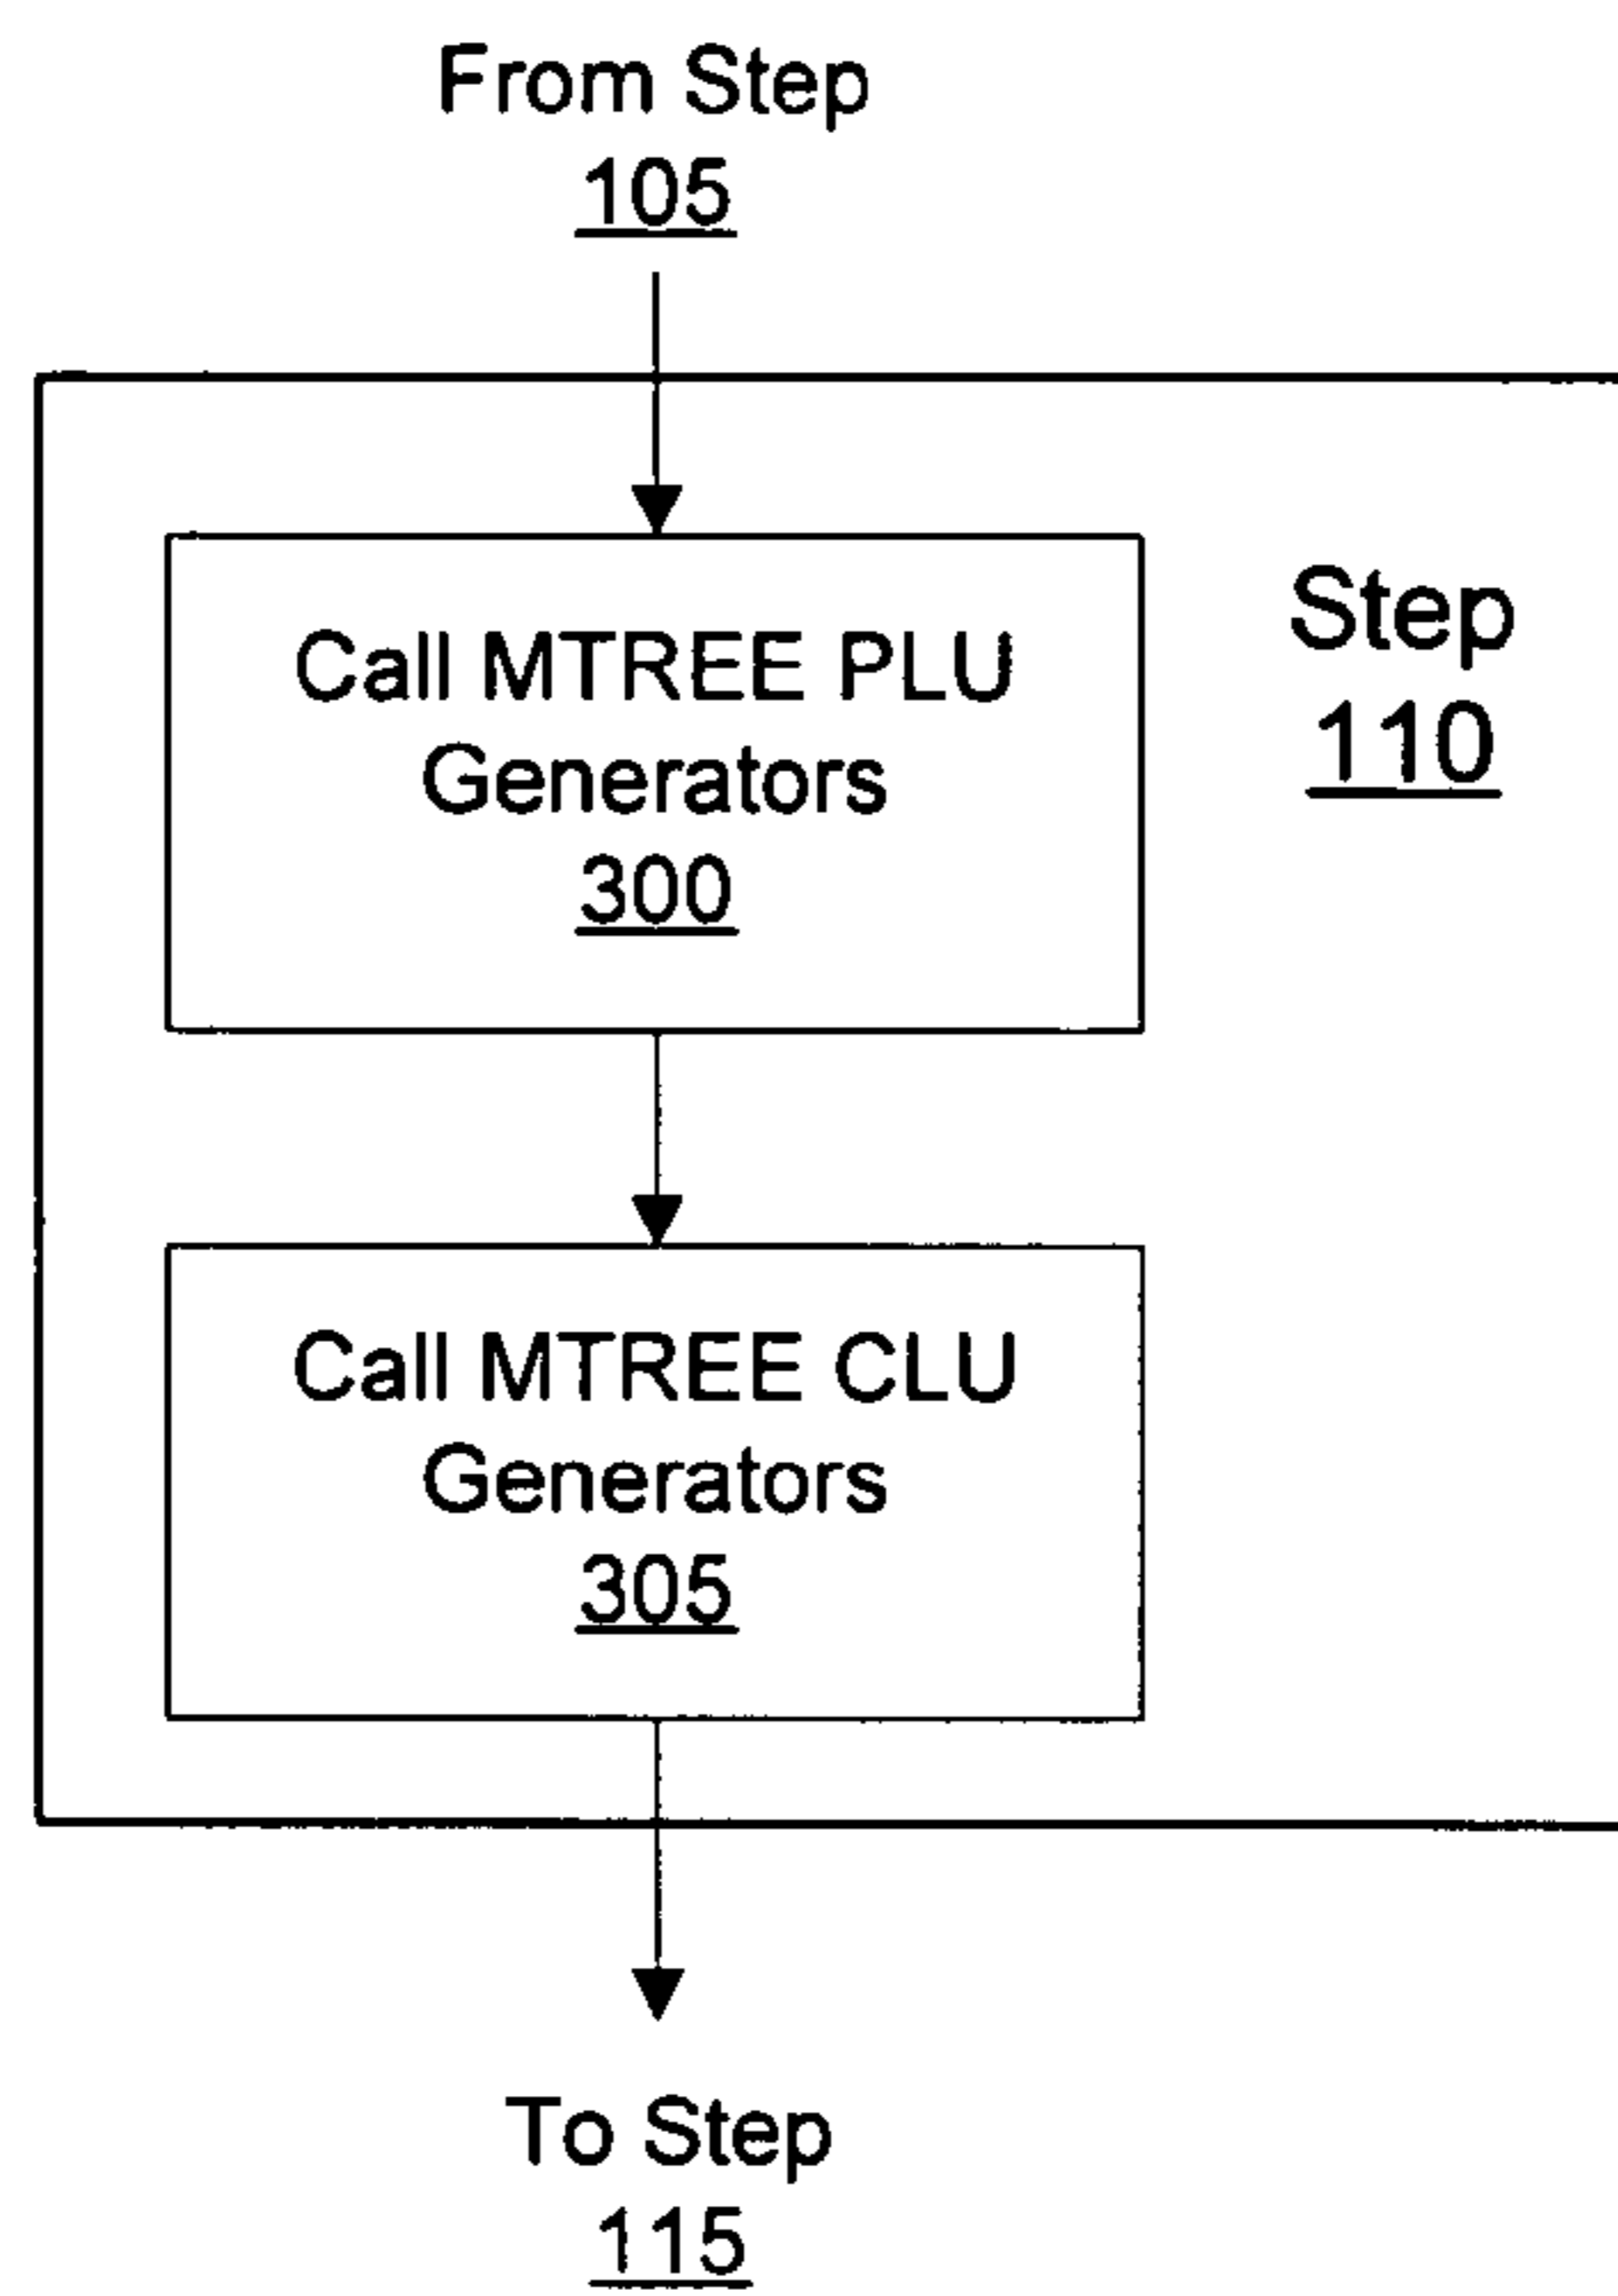 From Step
105
Call MTREE PLU
Generators
300
Step
110
Call MTREE CLU
Generators
305
To Step
115